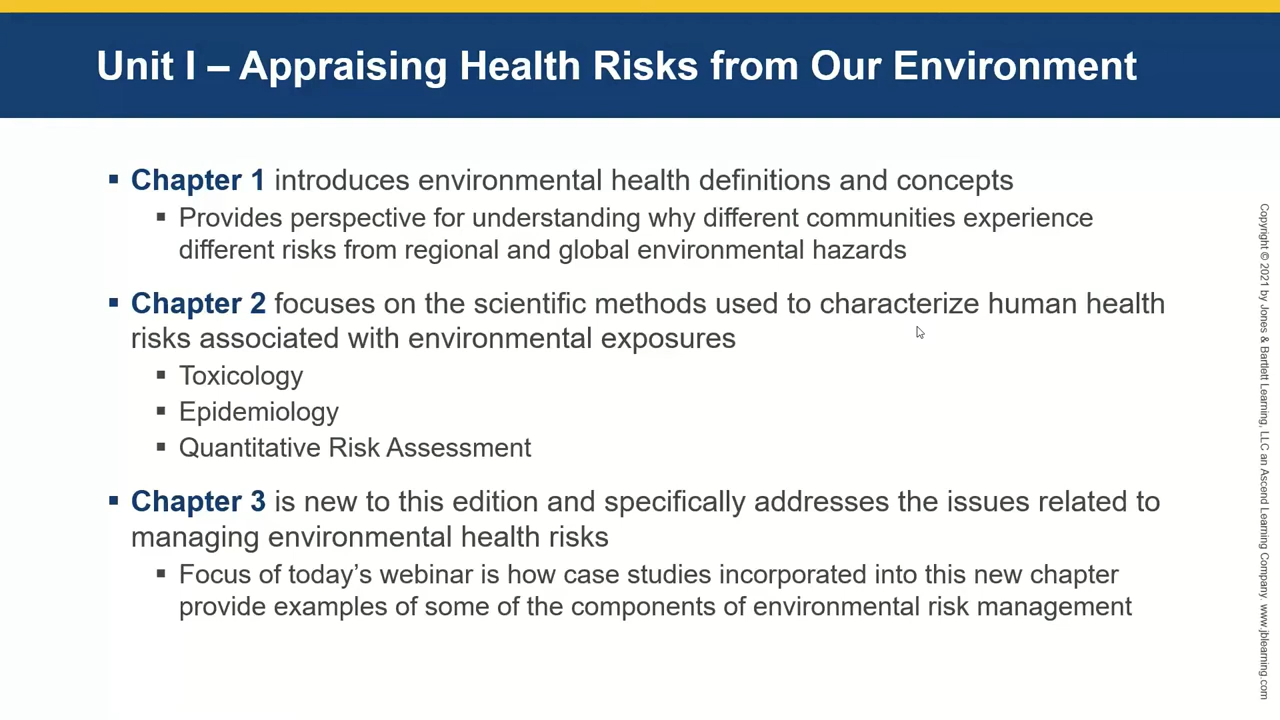 Unit I – Appraising Health Risks from Our Environment
▪ Chapter 1 introduces environmental health definitions and concepts
▪ Provides perspective for understanding why different communities experience
different risks from regional and global environmental hazards
▪ Chapter 2 focuses on the scientific methods used to characterize human health
risks associated with environmental exposures
▪ Toxicology
▪ Epidemiology
▪ Quantitative Risk Assessment
▪ Chapter 3 is new to this edition and specifically addresses the issues related to
managing environmental health risks
▪ Focus of today’s webinar is how case studies incorporated into this new chapter
provide examples of some of the components of environmental risk management
Copyright © 2021 by Jones & Bartlett Learning, LLC an Ascend Learning Company. www.jblearning.com